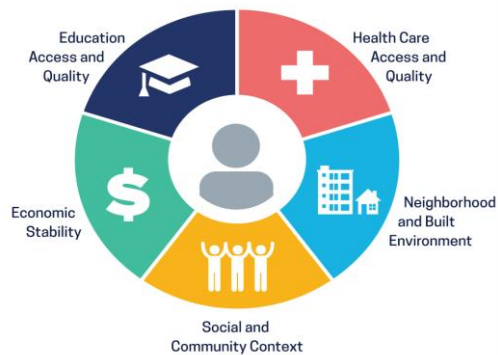 Education
Access and
Quality
Health Care
Access and
Quality
$
Economic
Stability
Neighborhood
and Built
Environment
Social and
Community Context